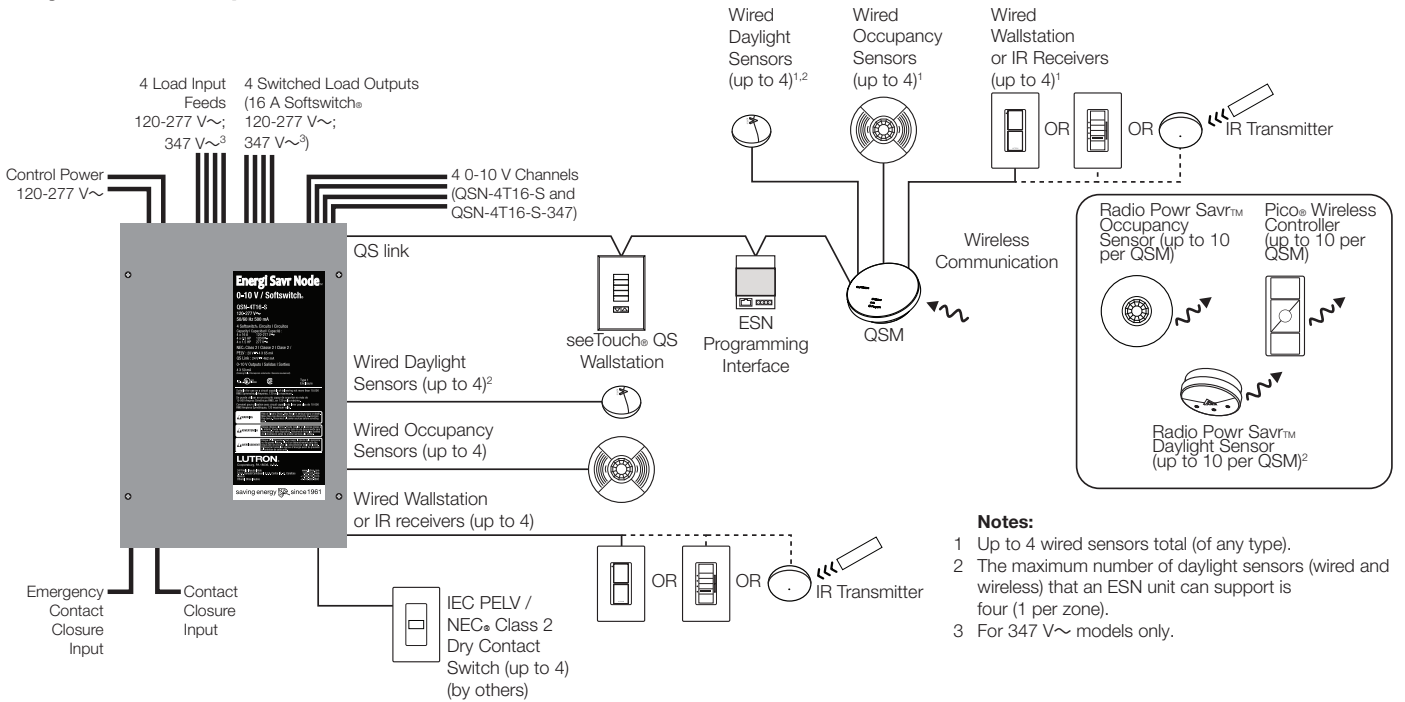 Wired
Daylight
Sensors
(up to 4)1,2
Wired
Occupancy
Sensors
(up to 4)1
Wired
Wallstation
or IR Receivers
(up to 4)1
4 Load Input
Feeds
120-277 V~;
347 V~3
4 Switched Load Outputs
(16 A Softswitch®
120-277 V~;
347 V~3)
Control Power
120-277 V~
4 0-10 V Channels
(QSN-4T16-S and
QSN-4T16-S-347)
OR
OR
IR Transmitter
QS link
Wireless
Communication
QSM
seeTouch® QS
Wallstation
ESN
Programming
Interface
Radio Powr Savr™
Occupancy
Sensor (up to 10
per QSM)
Pico® Wireless
Controller
(up to 10 per
QSM)
Radio Powr Savr™
Daylight Sensor
(up to 10 per QSM)2
Energi Savr Node
0-10 V / Softswitch®
QSN-4T16-S
120-277 V~
50/60 Hz 500 mA
LUTRON
saving energy since 1961
Wired Daylight
Sensors (up to 4)2
Wired Occupancy
Sensors (up to 4)
Wired Wallstation
or IR receivers (up to 4)
OR
OR
IR Transmitter
Emergency
Contact
Closure
Input
Contact
Closure
Input
IEC PELV /
NEC® Class 2
Dry Contact
Switch (up to 4)
(by others)
Notes:
1 Up to 4 wired sensors total (of any type).
2 The maximum number of daylight sensors (wired and
wireless) that an ESN unit can support is
four (1 per zone).
3 For 347 V~ models only.